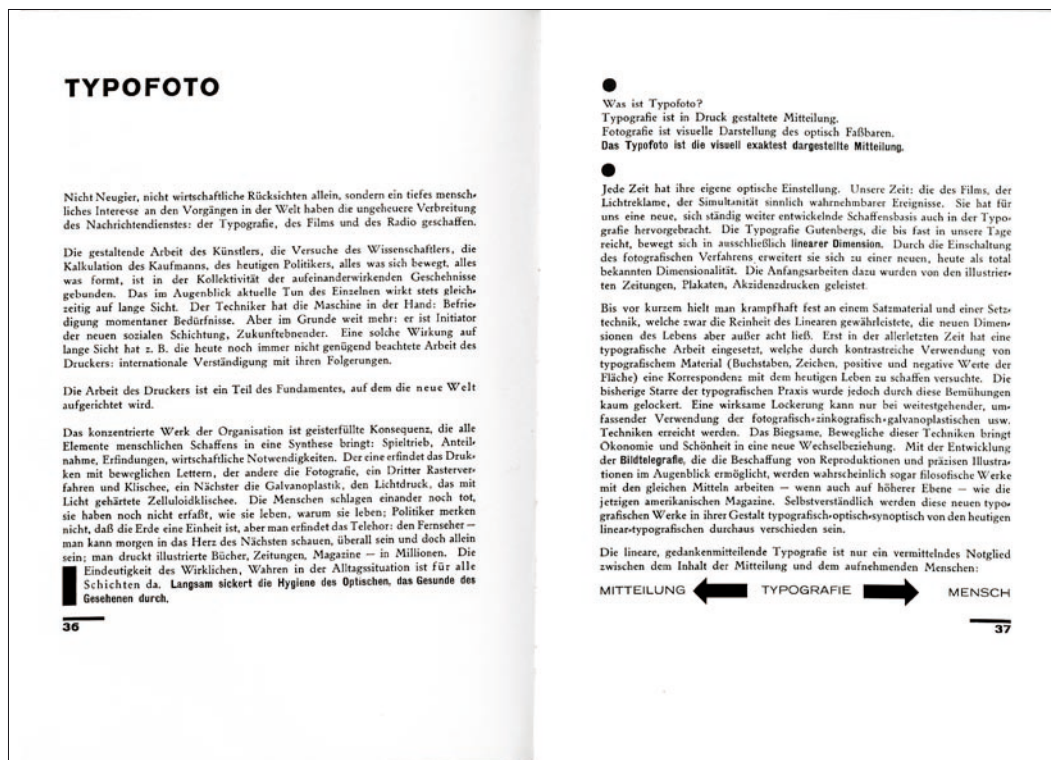 TYPOFOTO
Nicht Neugier, nicht wirtschaftliche Rücksichten allein, sondern ein tiefes mensch-
liches Interesse an den Vorgängen in der Welt haben die ungeheuere Verbreitung
des Nachrichtendienstes: der Typografie, des Films und des Radio geschaffen.
Die gestaltende Arbeit des Künstlers, die Versuche des Wissenschaftlers, die
Kalkulation des Kaufmanns, des heutigen Politikers, alles was sich bewegt, alles
was formt, ist in der Kollektivität der aufeinanderwirkenden Geschehnisse
gebunden. Das im Augenblick aktuelle Tun des Einzelnen wirkt stets gleich-
zeitig auf lange Sicht. Der Techniker hat die Maschine in der Hand: Befrie-
digung momentaner Bedürfnisse. Aber im Grunde weit mehr: er ist Initiator
der neuen sozialen Schichtung, Zukunftebnender. Eine solche Wirkung auf
lange Sicht hat z. B. die heute noch immer nicht genügend beachtete Arbeit des
Druckers: internationale Verständigung mit ihren Folgerungen.
Die Arbeit des Druckers ist ein Teil des Fundamentes, auf dem die neue Welt
aufgerichtet wird.
Das konzentrierte Werk der Organisation ist geisterfüllte Konsequenz, die alle
Elemente menschlichen Schaffens in eine Synthese bringt: Spieltrieb, Anteil-
nahme, Erfindungen, wirtschaftliche Notwendigkeiten. Der eine erfindet das Druk-
ken mit beweglichen Lettern, der andere die Fotografie, ein Dritter Rasterver-
fahren und Klischee, ein Nächster die Galvanoplastik, den Lichtdruck, das mit
Licht gehärtete Zelluloidklischee. Die Menschen schlagen einander noch tot,
sie haben noch nicht erfaßt, wie sie leben, warum sie leben; Politiker merken
nicht, daß die Erde eine Einheit ist, aber man erfindet das Telehor: den Fernseher —
man kann morgen in das Herz des Nächsten schauen, überall sein und doch allein
sein; man druckt illustrierte Bücher, Zeitungen, Magazine — in Millionen. Die
Eindeutigkeit des Wirklichen, Wahren in der Alltagssituation ist für alle
Schichten da. Langsam sickert die Hygiene des Optischen, das Gesunde des
Gesehenen durch.
36
Was ist Typofoto?
Typografie ist in Druck gestaltete Mitteilung.
Fotografie ist visuelle Darstellung des optisch Faßbaren.
Das Typofoto ist die visuell exaktest dargestellte Mitteilung.
Jede Zeit hat ihre eigene optische Einstellung. Unsere Zeit: die des Films, der
Lichtreklame, der Simultanität sinnlich wahrnehmbarer Ereignisse. Sie hat für
uns eine neue, sich ständig weiter entwickelnde Schaffensbasis auch in der Typo-
grafie hervorgebracht. Die Typografie Gutenbergs, die bis fast in unsere Tage
reicht, bewegt sich in ausschließlich linearer Dimension. Durch die Einschaltung
des fotografischen Verfahrens erweitert sie sich zu einer neuen, heute als total
bekannten Dimensionalität. Die Anfangsarbeiten dazu wurden von den illustrier-
ten Zeitungen, Plakaten, Akzidenzdrucken geleistet.
Bis vor kurzem hielt man krampfhaft fest an einem Satzmaterial und einer Setz-
technik, welche zwar die Reinheit des Linearen gewährleistete, die neuen Dimen-
sionen des Lebens aber außer acht ließ. Erst in der allerletzten Zeit hat eine
typografische Arbeit eingesetzt, welche durch kontrastreiche Verwendung von
typografischem Material (Buchstaben, Zeichen, positive und negative Werte der
Fläche) eine Korrespondenz mit dem heutigen Leben zu schaffen versuchte. Die
bisherige Starre der typografischen Praxis wurde jedoch durch diese Bemühungen
kaum gelockert. Eine wirksame Lockerung kann nur bei weitestgehender, um-
fassender Verwendung der fotografisch-zinkografisch-galvanoplastischen usw.
Techniken erreicht werden. Das Biegsame, Bewegliche dieser Techniken bringt
Ökonomie und Schönheit in eine neue Wechselbeziehung. Mit der Entwicklung
der Bildtelegrafie, die die Beschaffung von Reproduktionen und präzisen Illustra-
tionen im Augenblick ermöglicht, werden wahrscheinlich sogar filosofische Werke
mit den gleichen Mitteln arbeiten — wenn auch auf höherer Ebene — wie die
jetzigen amerikanischen Magazine. Selbstverständlich werden diese neuen typo-
grafischen Werke in ihrer Gestalt typografisch-optisch-synoptisch von den heutigen
linear-typografischen durchaus verschieden sein.
Die lineare, gedankenmitteilende Typografie ist nur ein vermittelndes Notglied
zwischen dem Inhalt der Mitteilung und dem aufnehmenden Menschen:
MITTEILUNG TYPOGRAFIE MENSCH
37